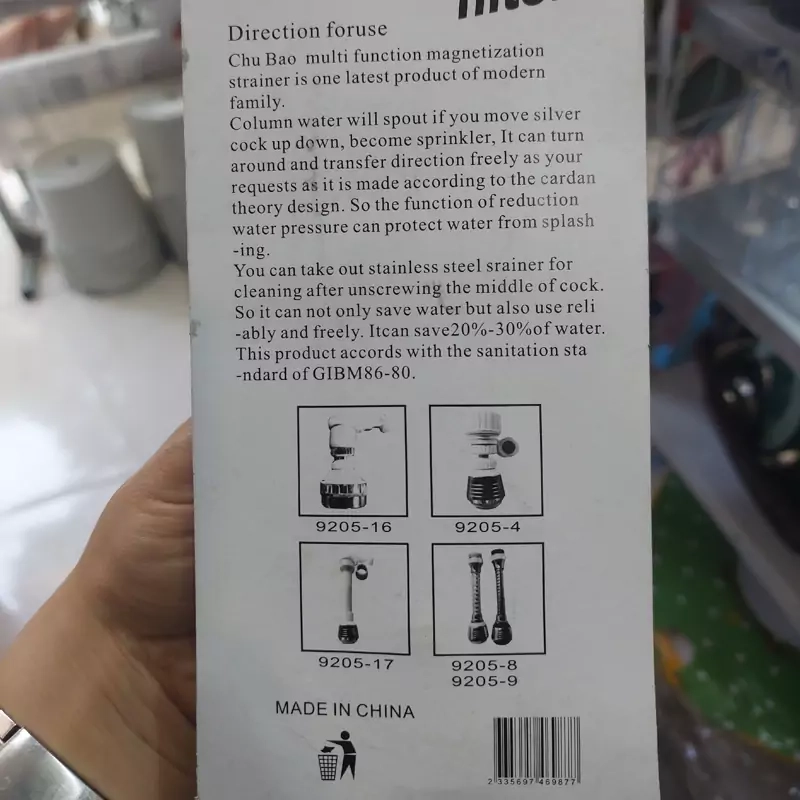 Direction foruse
Chu Bao multi function magnetization
strainer is one latest product of modern
family.
Column water will spout if you move silver
cock up down, become sprinkler, It can turn
around and transfer direction freely as your
requests as it is made according to the cardan
theory design. So the function of reduction
water pressure can protect water from splash
-ing.
You can take out stainless steel srainer for
cleaning after unscrewing the middle of cock.
So it can not only save water but also use reli
-ably and freely. Itcan save20%-30%of water.
This product accords with the sanitation sta
-ndard of GIBM86-80.
9205-16
9205-4
9205-17
9205-8
9205-9
MADE IN CHINA
2 335697 469877